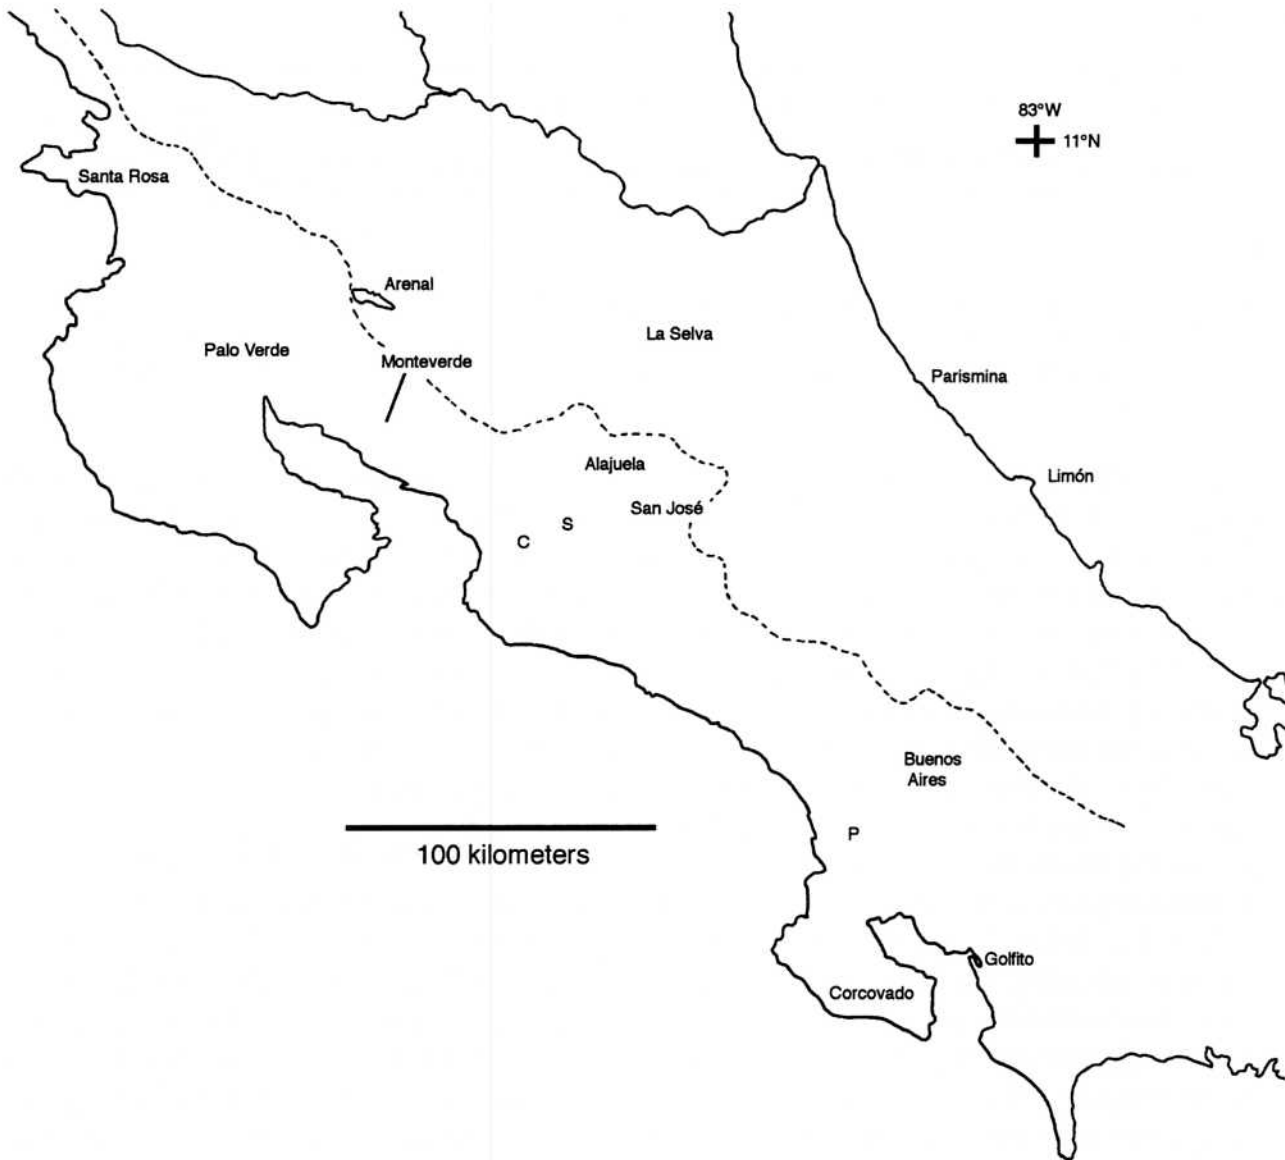 83°W
11°N
Santa Rosa
Arenal
La Selva
Palo Verde
Monteverde
Parismina
Alajuela
Limón
San José
S
C
Buenos
Aires
P
100 kilometers
Golfito
Corcovado